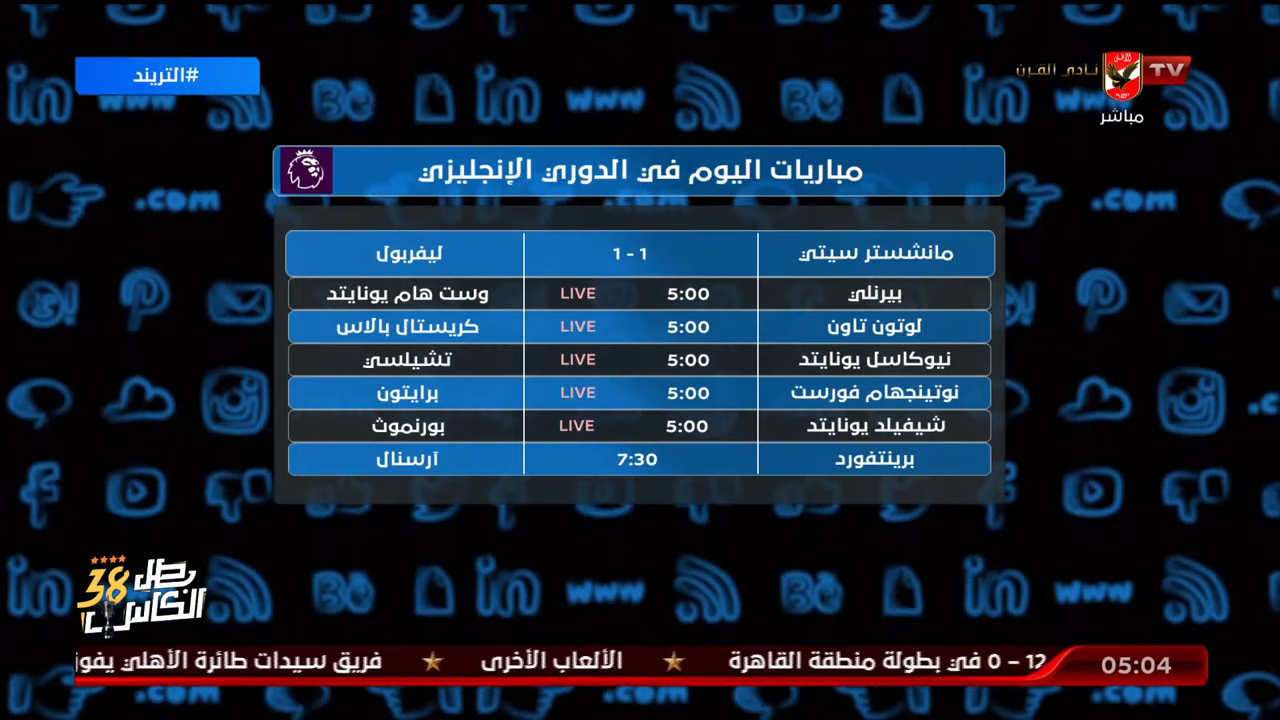 #التريند
نادي القرن
TV
مباشر
مباريات اليوم في الدوري الإنجليزي
مانشستر سيتي 1 - 1 ليفربول
بيرنلي 5:00 LIVE وست هام يونايتد
لوتون تاون 5:00 LIVE كريستال بالاس
نيوكاسل يونايتد 5:00 LIVE تشيلسي
نوتينجهام فورست 5:00 LIVE برايتون
شيفيلد يونايتد 5:00 LIVE بورنموث
برينتفورد 7:30 آرسنال
بطل الكأس 38
05:04
12 – 0 في بطولة منطقة القاهرة ★ الألعاب الأخرى ★ فريق سيدات طائرة الأهلي يفوز